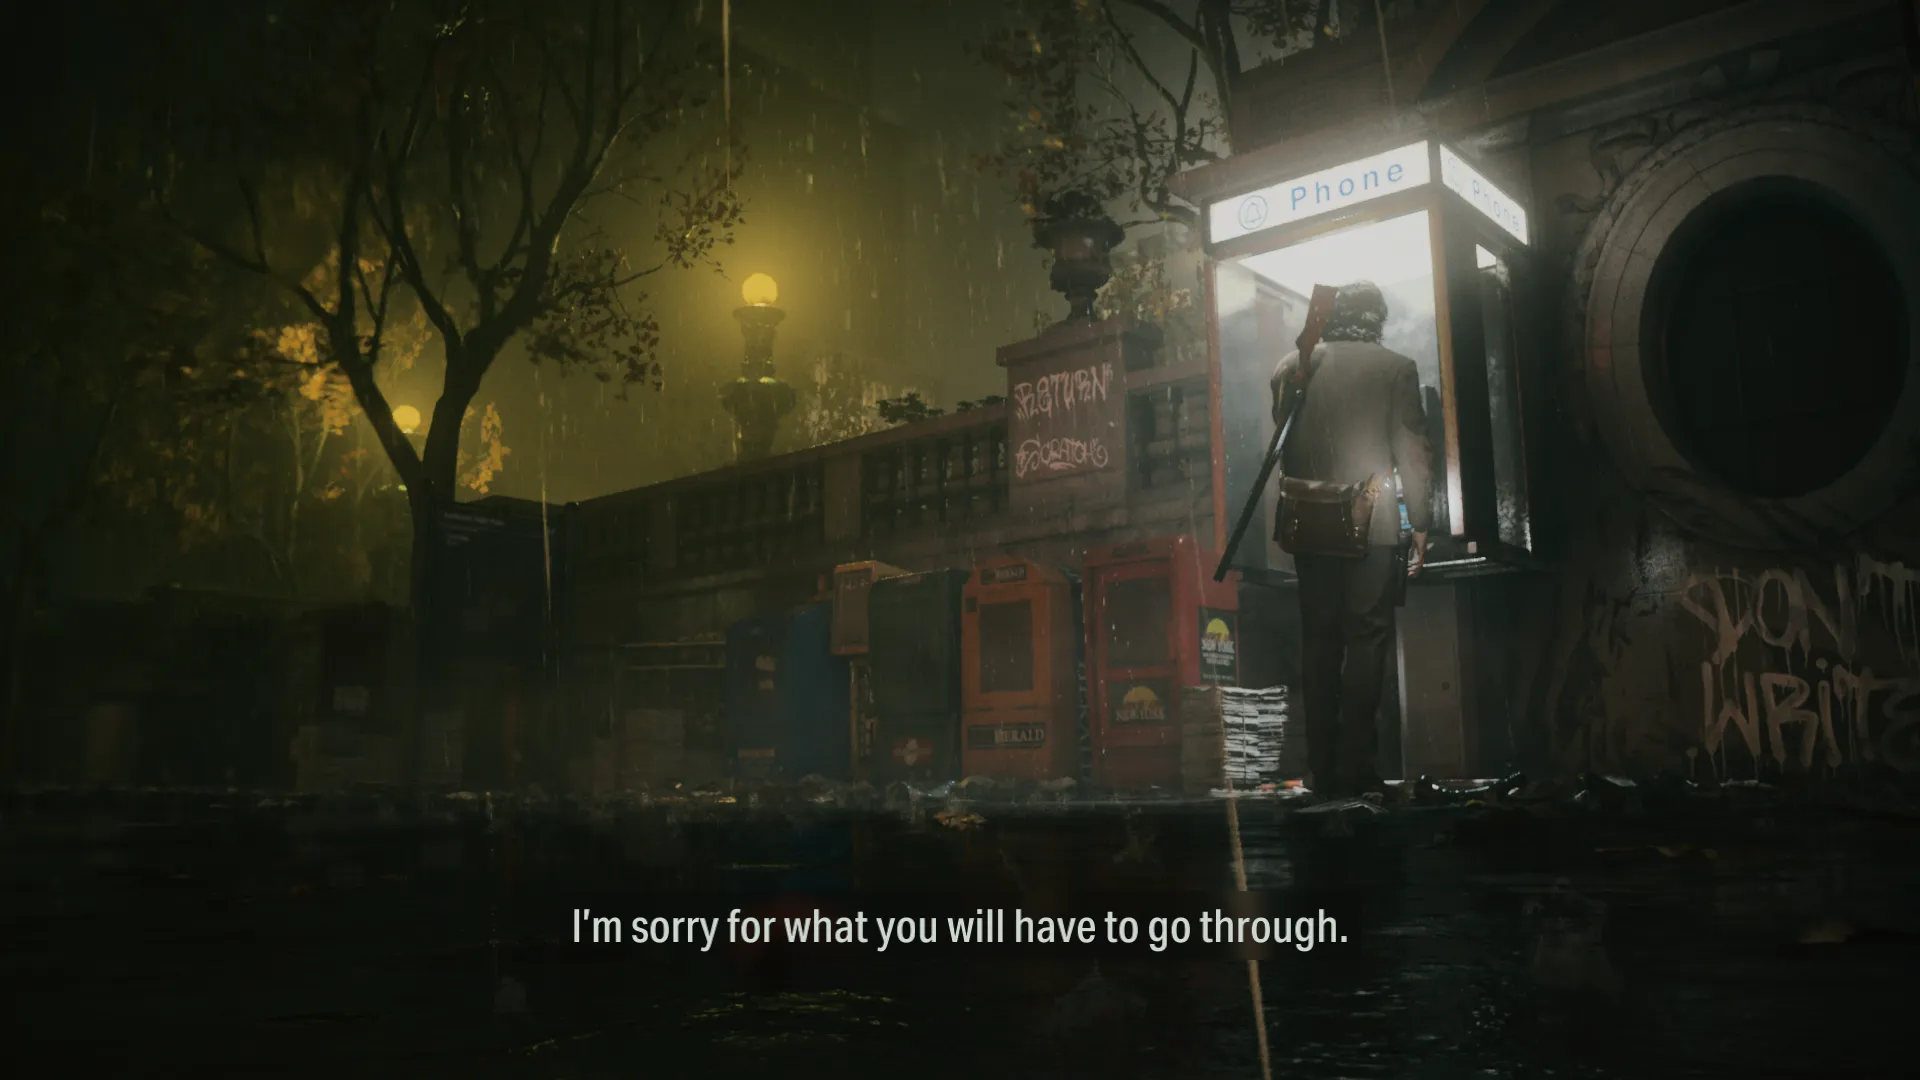 Phone
Phone
RETURN
SCRATCH
DON'T
WRITE
NEW YORK
HERALD
NEW YORK
I'm sorry for what you will have to go through.